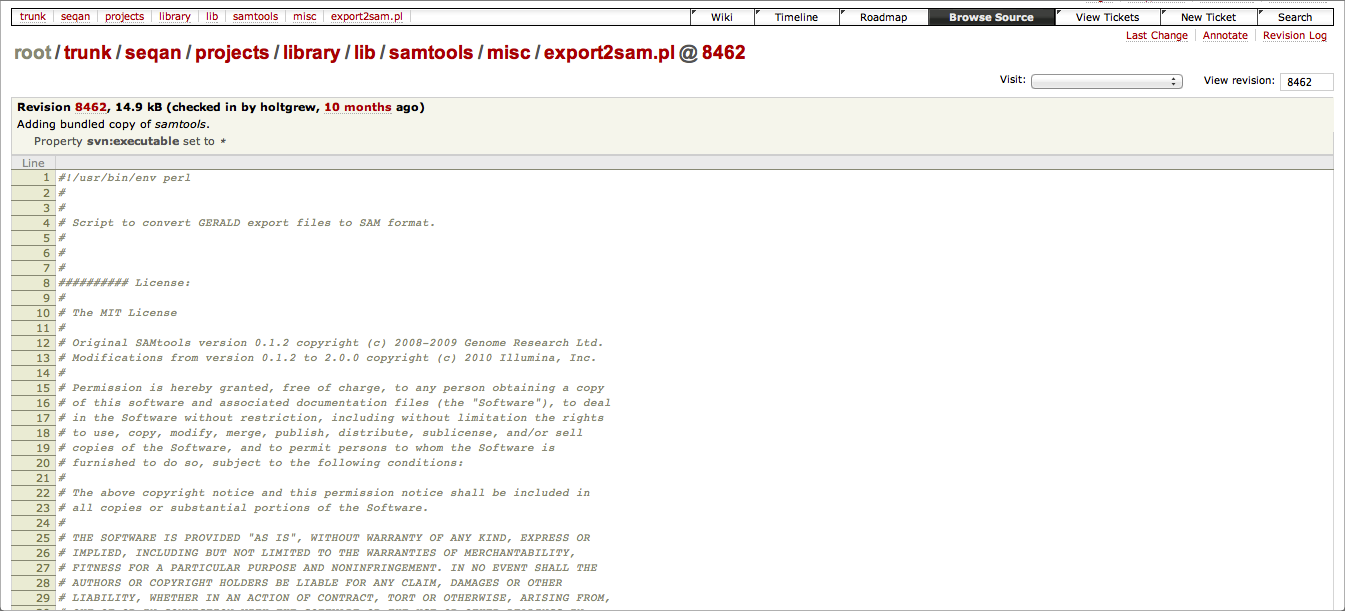 trunk seqan projects library lib samtools misc export2sam.pl Wiki Timeline Roadmap Browse Source View Tickets New Ticket Search
Last Change Annotate Revision Log
root / trunk / seqan / projects / library / lib / samtools / misc / export2sam.pl @ 8462
Visit: View revision: 8462
Revision 8462, 14.9 kB (checked in by holtgrew, 10 months ago)
Adding bundled copy of samtools.
Property svn:executable set to *
Line
1 #!/usr/bin/env perl
2 #
3 #
4 # Script to convert GERALD export files to SAM format.
5 #
6 #
7 #
8 ########## License:
9 #
10 # The MIT License
11 #
12 # Original SAMtools version 0.1.2 copyright (c) 2008-2009 Genome Research Ltd.
13 # Modifications from version 0.1.2 to 2.0.0 copyright (c) 2010 Illumina, Inc.
14 #
15 # Permission is hereby granted, free of charge, to any person obtaining a copy
16 # of this software and associated documentation files (the "Software"), to deal
17 # in the Software without restriction, including without limitation the rights
18 # to use, copy, modify, merge, publish, distribute, sublicense, and/or sell
19 # copies of the Software, and to permit persons to whom the Software is
20 # furnished to do so, subject to the following conditions:
21 #
22 # The above copyright notice and this permission notice shall be included in
23 # all copies or substantial portions of the Software.
24 #
25 # THE SOFTWARE IS PROVIDED "AS IS", WITHOUT WARRANTY OF ANY KIND, EXPRESS OR
26 # IMPLIED, INCLUDING BUT NOT LIMITED TO THE WARRANTIES OF MERCHANTABILITY,
27 # FITNESS FOR A PARTICULAR PURPOSE AND NONINFRINGEMENT. IN NO EVENT SHALL THE
28 # AUTHORS OR COPYRIGHT HOLDERS BE LIABLE FOR ANY CLAIM, DAMAGES OR OTHER
29 # LIABILITY, WHETHER IN AN ACTION OF CONTRACT, TORT OR OTHERWISE, ARISING FROM,